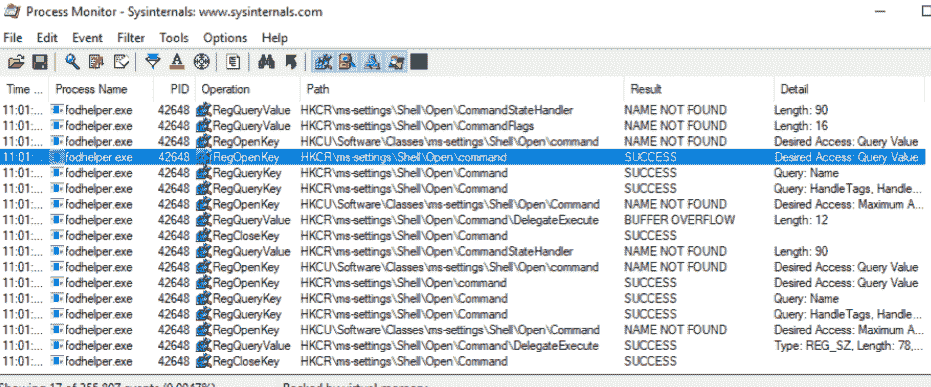 Process Monitor - Sysinternals: www.sysinternals.com
File Edit Event Filter Tools Options Help
Time ... Process Name PID Operation Path Result Detail
11:01:... fodhelper.exe 42648 RegQueryValue HKCR\ms-settings\Shell\Open\CommandStateHandler NAME NOT FOUND Length: 90
11:01:... fodhelper.exe 42648 RegQueryValue HKCR\ms-settings\Shell\Open\CommandFlags NAME NOT FOUND Length: 16
11:01:... fodhelper.exe 42648 RegOpenKey HKCU\Software\Classes\ms-settings\Shell\Open\command NAME NOT FOUND Desired Access: Query Value
11:01: fodhelper.exe 42648 RegOpenKey HKCR\ms-settings\Shell\Open\command SUCCESS Desired Access: Query Value
11:01:... fodhelper.exe 42648 RegQueryKey HKCR\ms-settings\Shell\Open\Command SUCCESS Query: Name
11:01:... fodhelper.exe 42648 RegQueryKey HKCR\ms-settings\Shell\Open\Command SUCCESS Query: HandleTags, Handle...
11:01:... fodhelper.exe 42648 RegOpenKey HKCU\Software\Classes\ms-settings\Shell\Open\Command NAME NOT FOUND Desired Access: Maximum A...
11:01:... fodhelper.exe 42648 RegQueryValue HKCR\ms-settings\Shell\Open\Command\DelegateExecute BUFFER OVERFLOW Length: 12
11:01:... fodhelper.exe 42648 RegCloseKey HKCR\ms-settings\Shell\Open\Command SUCCESS
11:01:... fodhelper.exe 42648 RegQueryValue HKCR\ms-settings\Shell\Open\CommandStateHandler NAME NOT FOUND Length: 90
11:01:... fodhelper.exe 42648 RegOpenKey HKCU\Software\Classes\ms-settings\Shell\Open\command NAME NOT FOUND Desired Access: Query Value
11:01:... fodhelper.exe 42648 RegOpenKey HKCR\ms-settings\Shell\Open\Command SUCCESS Desired Access: Query Value
11:01:... fodhelper.exe 42648 RegQueryKey HKCR\ms-settings\Shell\Open\Command SUCCESS Query: Name
11:01:... fodhelper.exe 42648 RegQueryKey HKCR\ms-settings\Shell\Open\Command SUCCESS Query: HandleTags, Handle...
11:01:... fodhelper.exe 42648 RegOpenKey HKCU\Software\Classes\ms-settings\Shell\Open\Command NAME NOT FOUND Desired Access: Maximum A...
11:01:... fodhelper.exe 42648 RegQueryValue HKCR\ms-settings\Shell\Open\Command\DelegateExecute SUCCESS Type: REG_SZ, Length: 78,...
11:01:... fodhelper.exe 42648 RegCloseKey HKCR\ms-settings\Shell\Open\Command SUCCESS
Showing 17 of 255,807 events (0.0047%) Backed by virtual memory